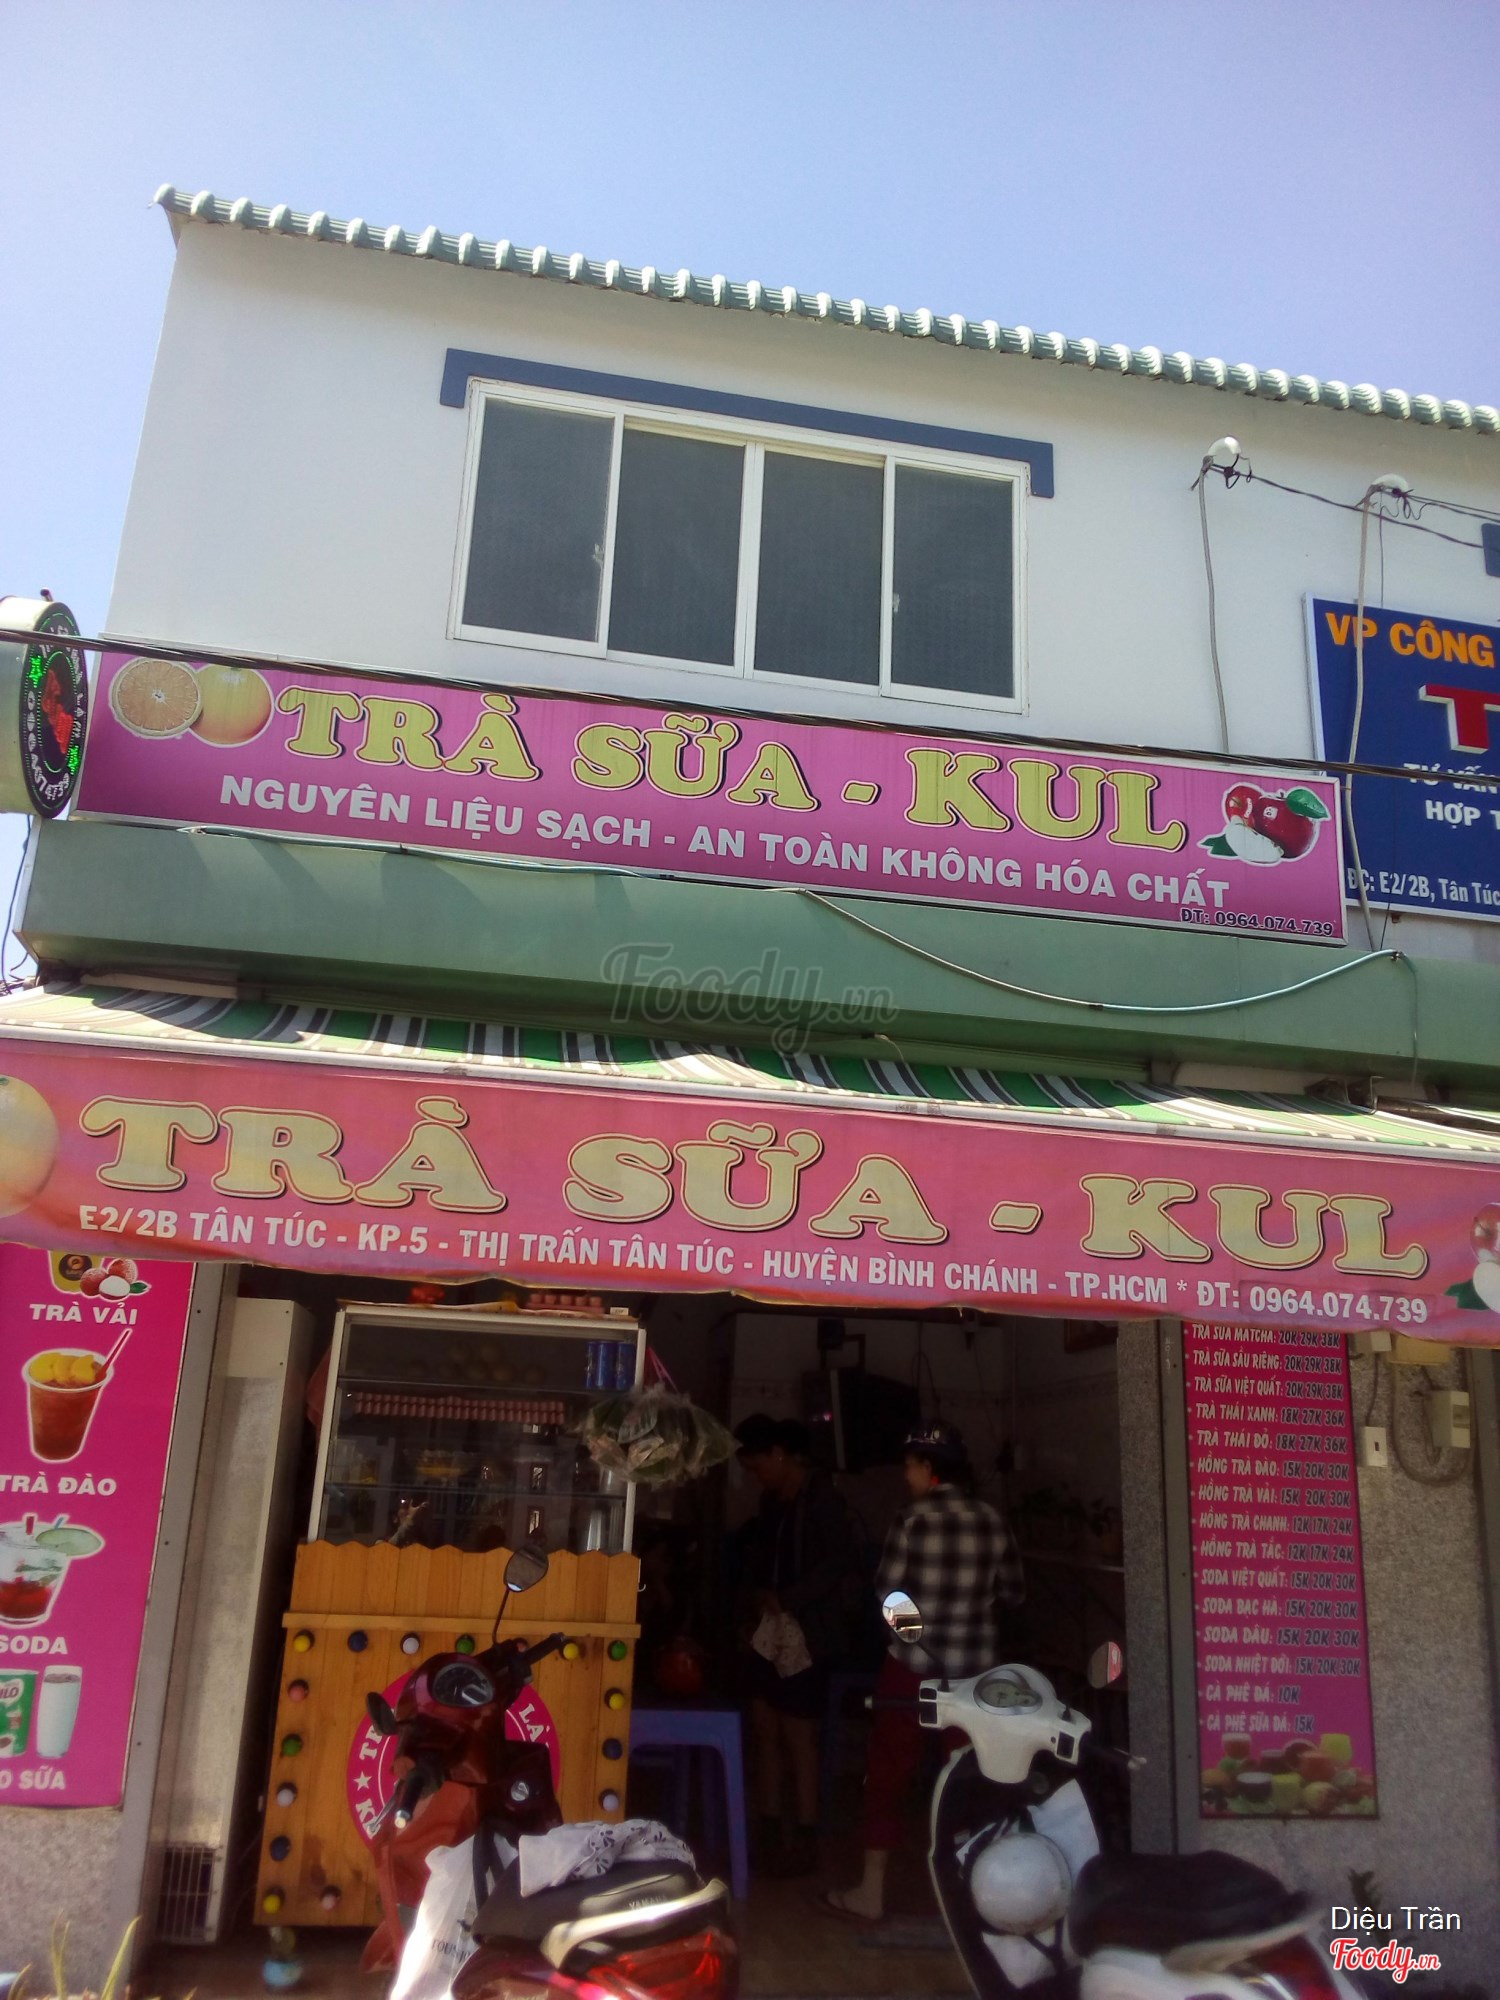 TRÀ SỮA - KUL
NGUYÊN LIỆU SẠCH - AN TOÀN KHÔNG HÓA CHẤT
ĐT: 0964.074.739
VP CÔNG
T
TƯ VẤN
HỢP T
ĐC: E2/2B, Tân Túc
Foody.vn
TRÀ SỮA - KUL
E2/2B TÂN TÚC - KP.5 - THỊ TRẤN TÂN TÚC - HUYỆN BÌNH CHÁNH - TP.HCM * ĐT: 0964.074.739
TRÀ VẢI
TRÀ ĐÀO
SODA
O SỮA
TRÀ SỮA MATCHA: 20K 29K 38K
• TRÀ SỮA SẦU RIÊNG: 20K 29K 38K
• TRÀ SỮA VIỆT QUẤT: 20K 29K 38K
• TRÀ THÁI XANH: 18K 27K 36K
• TRÀ THÁI ĐỎ: 18K 27K 36K
• HỒNG TRÀ ĐÀO: 15K 20K 30K
• HỒNG TRÀ VẢI: 15K 20K 30K
• HỒNG TRÀ CHANH: 12K 17K 24K
• HỒNG TRÀ TẮC: 12K 17K 24K
• SODA VIỆT QUẤT: 15K 20K 30K
• SODA BẠC HÀ: 15K 20K 30K
• SODA DÂU: 15K 20K 30K
• SODA NHIỆT ĐỚI: 15K 20K 30K
• CÀ PHÊ ĐÁ: 10K
• CÀ PHÊ SỮA ĐÁ: 15K
YAMAHA
Diệu Trần
Foody.vn